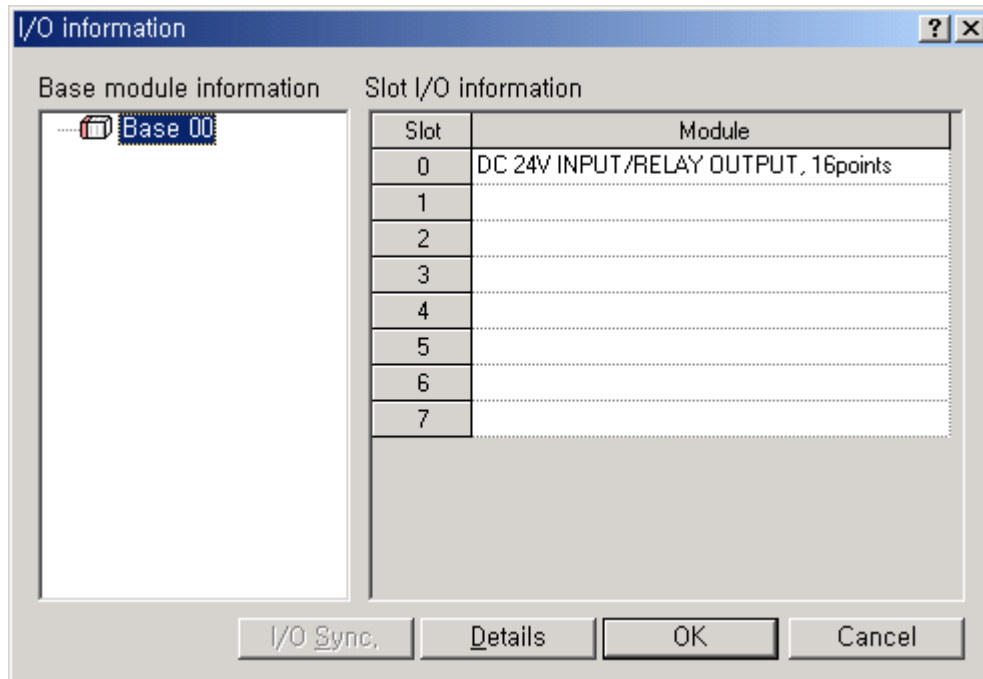 I/O information
Base module information
Slot I/O information
Base 00
Slot Module
0 DC 24V INPUT/RELAY OUTPUT, 16points
1
2
3
4
5
6
7
I/O Sync, Details OK Cancel